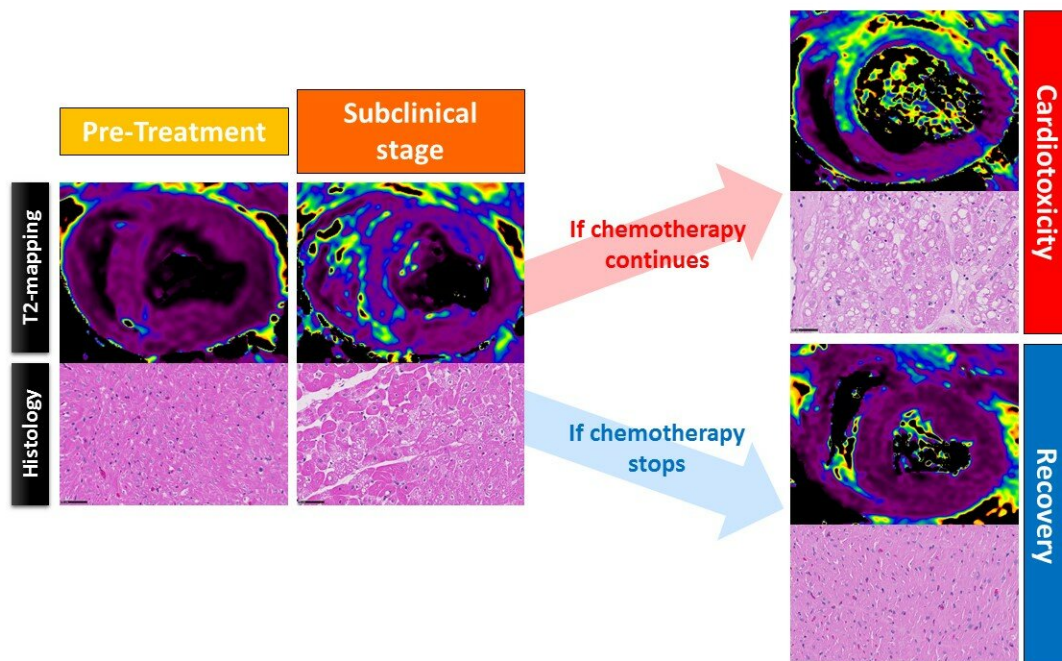 Pre-Treatment
Subclinical
stage
T2-mapping
Histology
If chemotherapy
continues
If chemotherapy
stops
Cardiotoxicity
Recovery